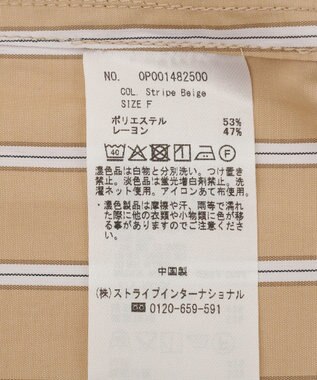 NO. OP001482500
COL. Stripe Beige
SIZE F
ポリエステル 53%
レーヨン 47%
40 F
濃色品は白物と分別洗い。つけ置き
禁止。淡色は蛍光増白剤禁止。洗
濯ネット使用。アイロンあて布使用。
・濃色製品は摩擦や汗、雨等で濡れ
た際に他の衣類や小物類に色が移
る事がありますのでご注意ください
中国製
(株)ストライプインターナショナル
0120-659-591